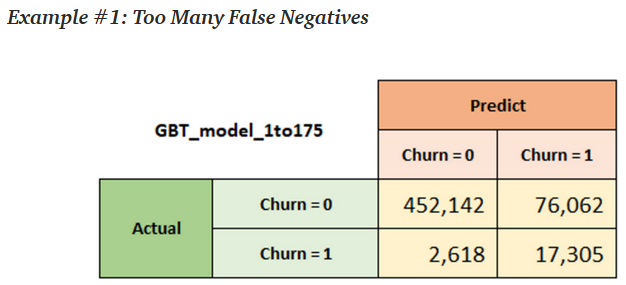 Example #1: Too Many False Negatives
Predict
GBT_model_1to175
Churn = 0 Churn = 1
Actual
Churn = 0 452,142 76,062
Churn = 1 2,618 17,305